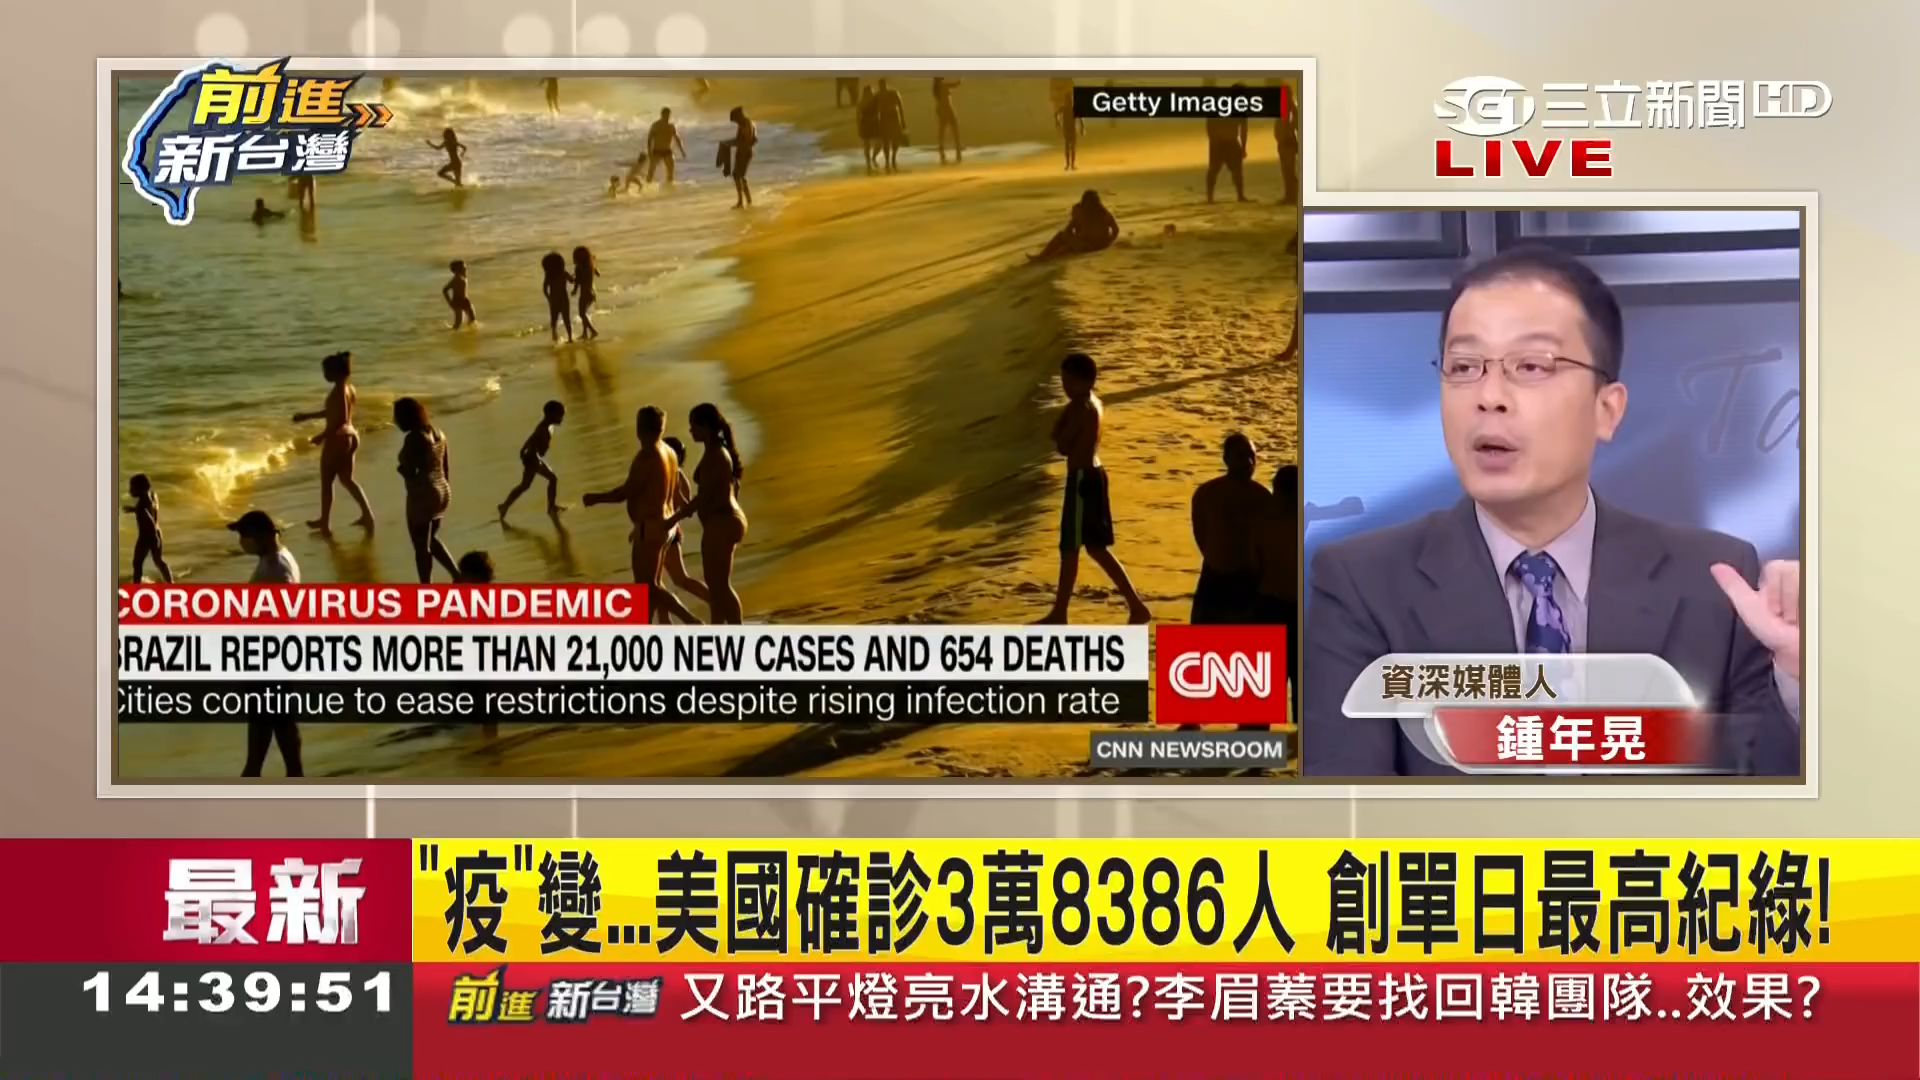 前進
新台灣
Getty Images
SET三立新聞HD
LIVE
CORONAVIRUS PANDEMIC
BRAZIL REPORTS MORE THAN 21,000 NEW CASES AND 654 DEATHS
Cities continue to ease restrictions despite rising infection rate
CNN
CNN NEWSROOM
Ta
資深媒體人
鍾年晃
最新
"疫"變...美國確診3萬8386人 創單日最高紀綠!
14:39:51
前進新台灣 又路平燈亮水溝通?李眉蓁要找回韓團隊..效果?